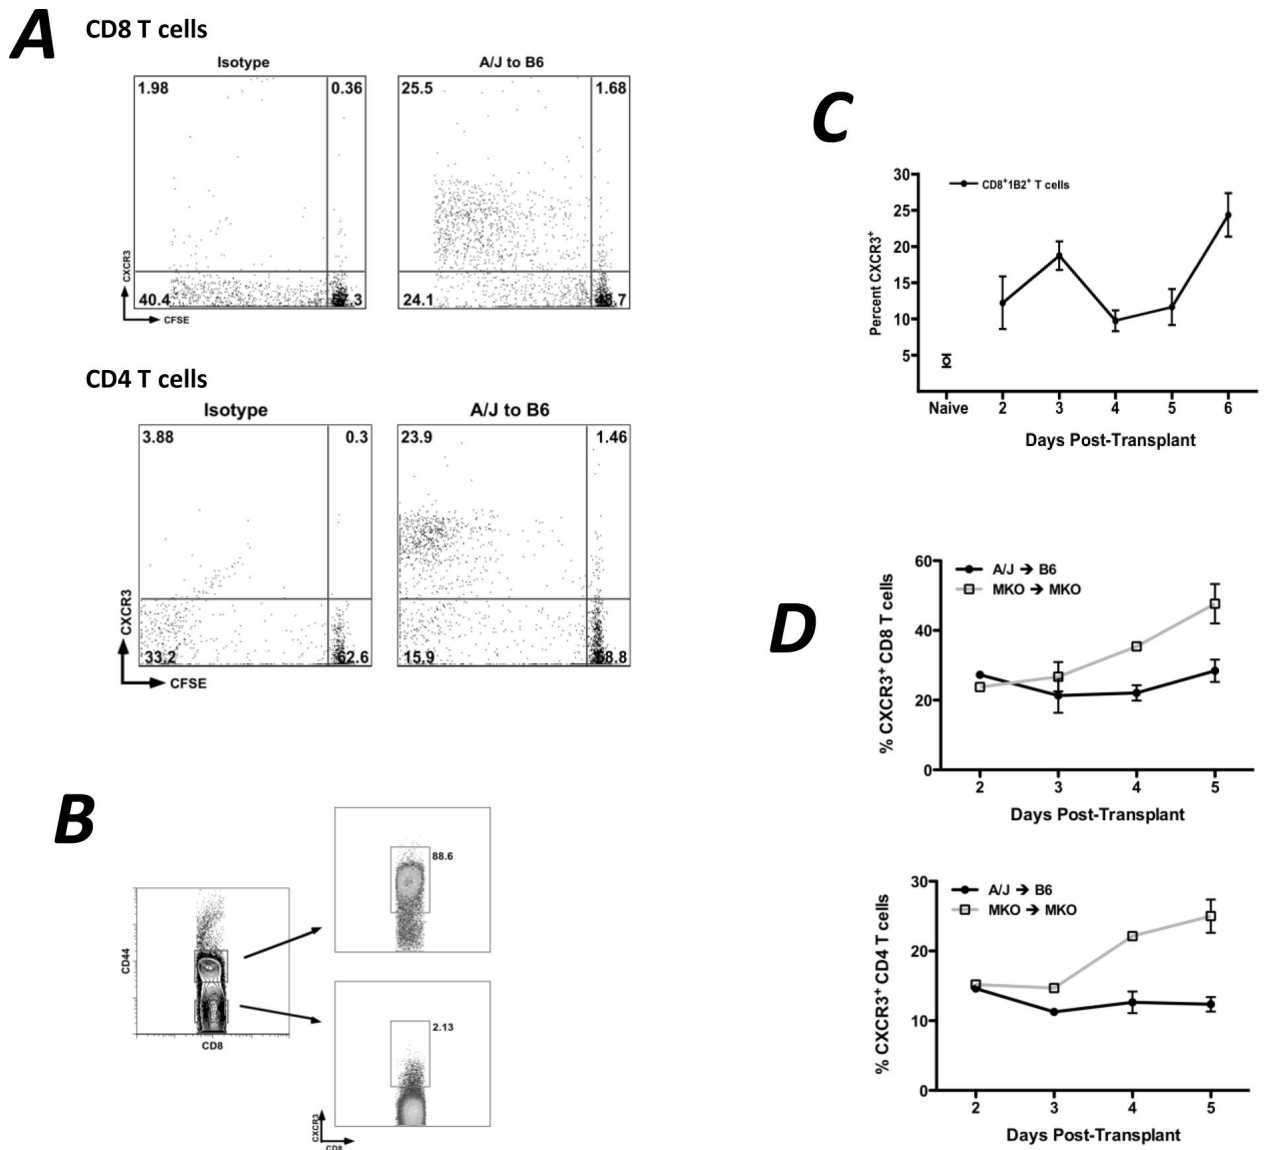 A
CD8 T cells
Isotype
1.98
0.36
40.4
CXCR3
CFSE
A/J to B6
25.5
1.68
24.1
CD4 T cells
Isotype
3.88
0.3
33.2
62.6
CXCR3
CFSE
A/J to B6
23.9
1.46
15.9
B
CD44
CD8
88.6
2.13
CXCR3
CD8
C
CD8+1B2+ T cells
Percent CXCR3+
30
25
20
15
10
5
Naive 2 3 4 5 6
Days Post-Transplant
D
A/J → B6
MKO → MKO
% CXCR3+ CD8 T cells
60
40
20
0
2 3 4 5
Days Post-Transplant
A/J → B6
MKO → MKO
% CXCR3+ CD4 T cells
30
20
10
0
2 3 4 5
Days Post-Transplant